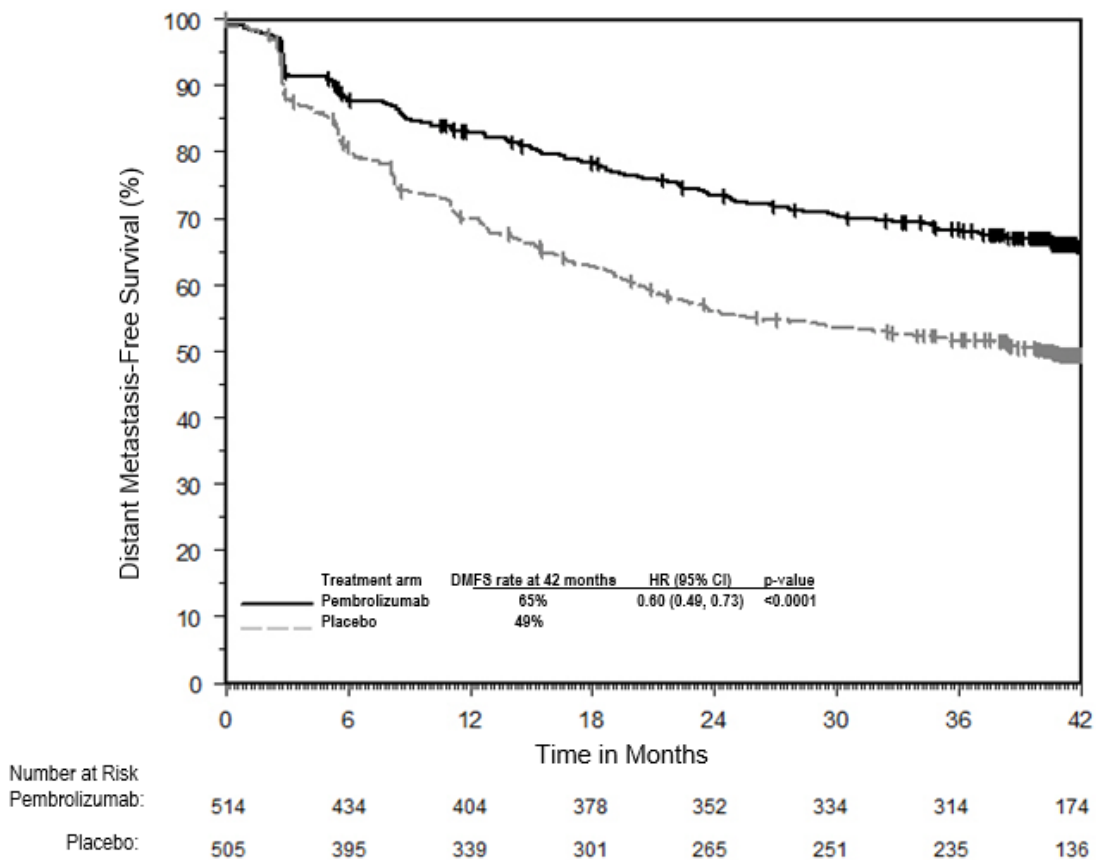 100
90
80
70
60
50
40
30
20
10
0
Distant Metastasis-Free Survival (%)
Treatment arm DMFS rate at 42 months HR (95% CI) p-value
Pembrolizumab 65% 0.60 (0.49, 0.73) <0.0001
Placebo 49%
0 6 12 18 24 30 36 42
Time in Months
Number at Risk
Pembrolizumab: 514 434 404 378 352 334 314 174
Placebo: 505 395 339 301 265 251 235 136